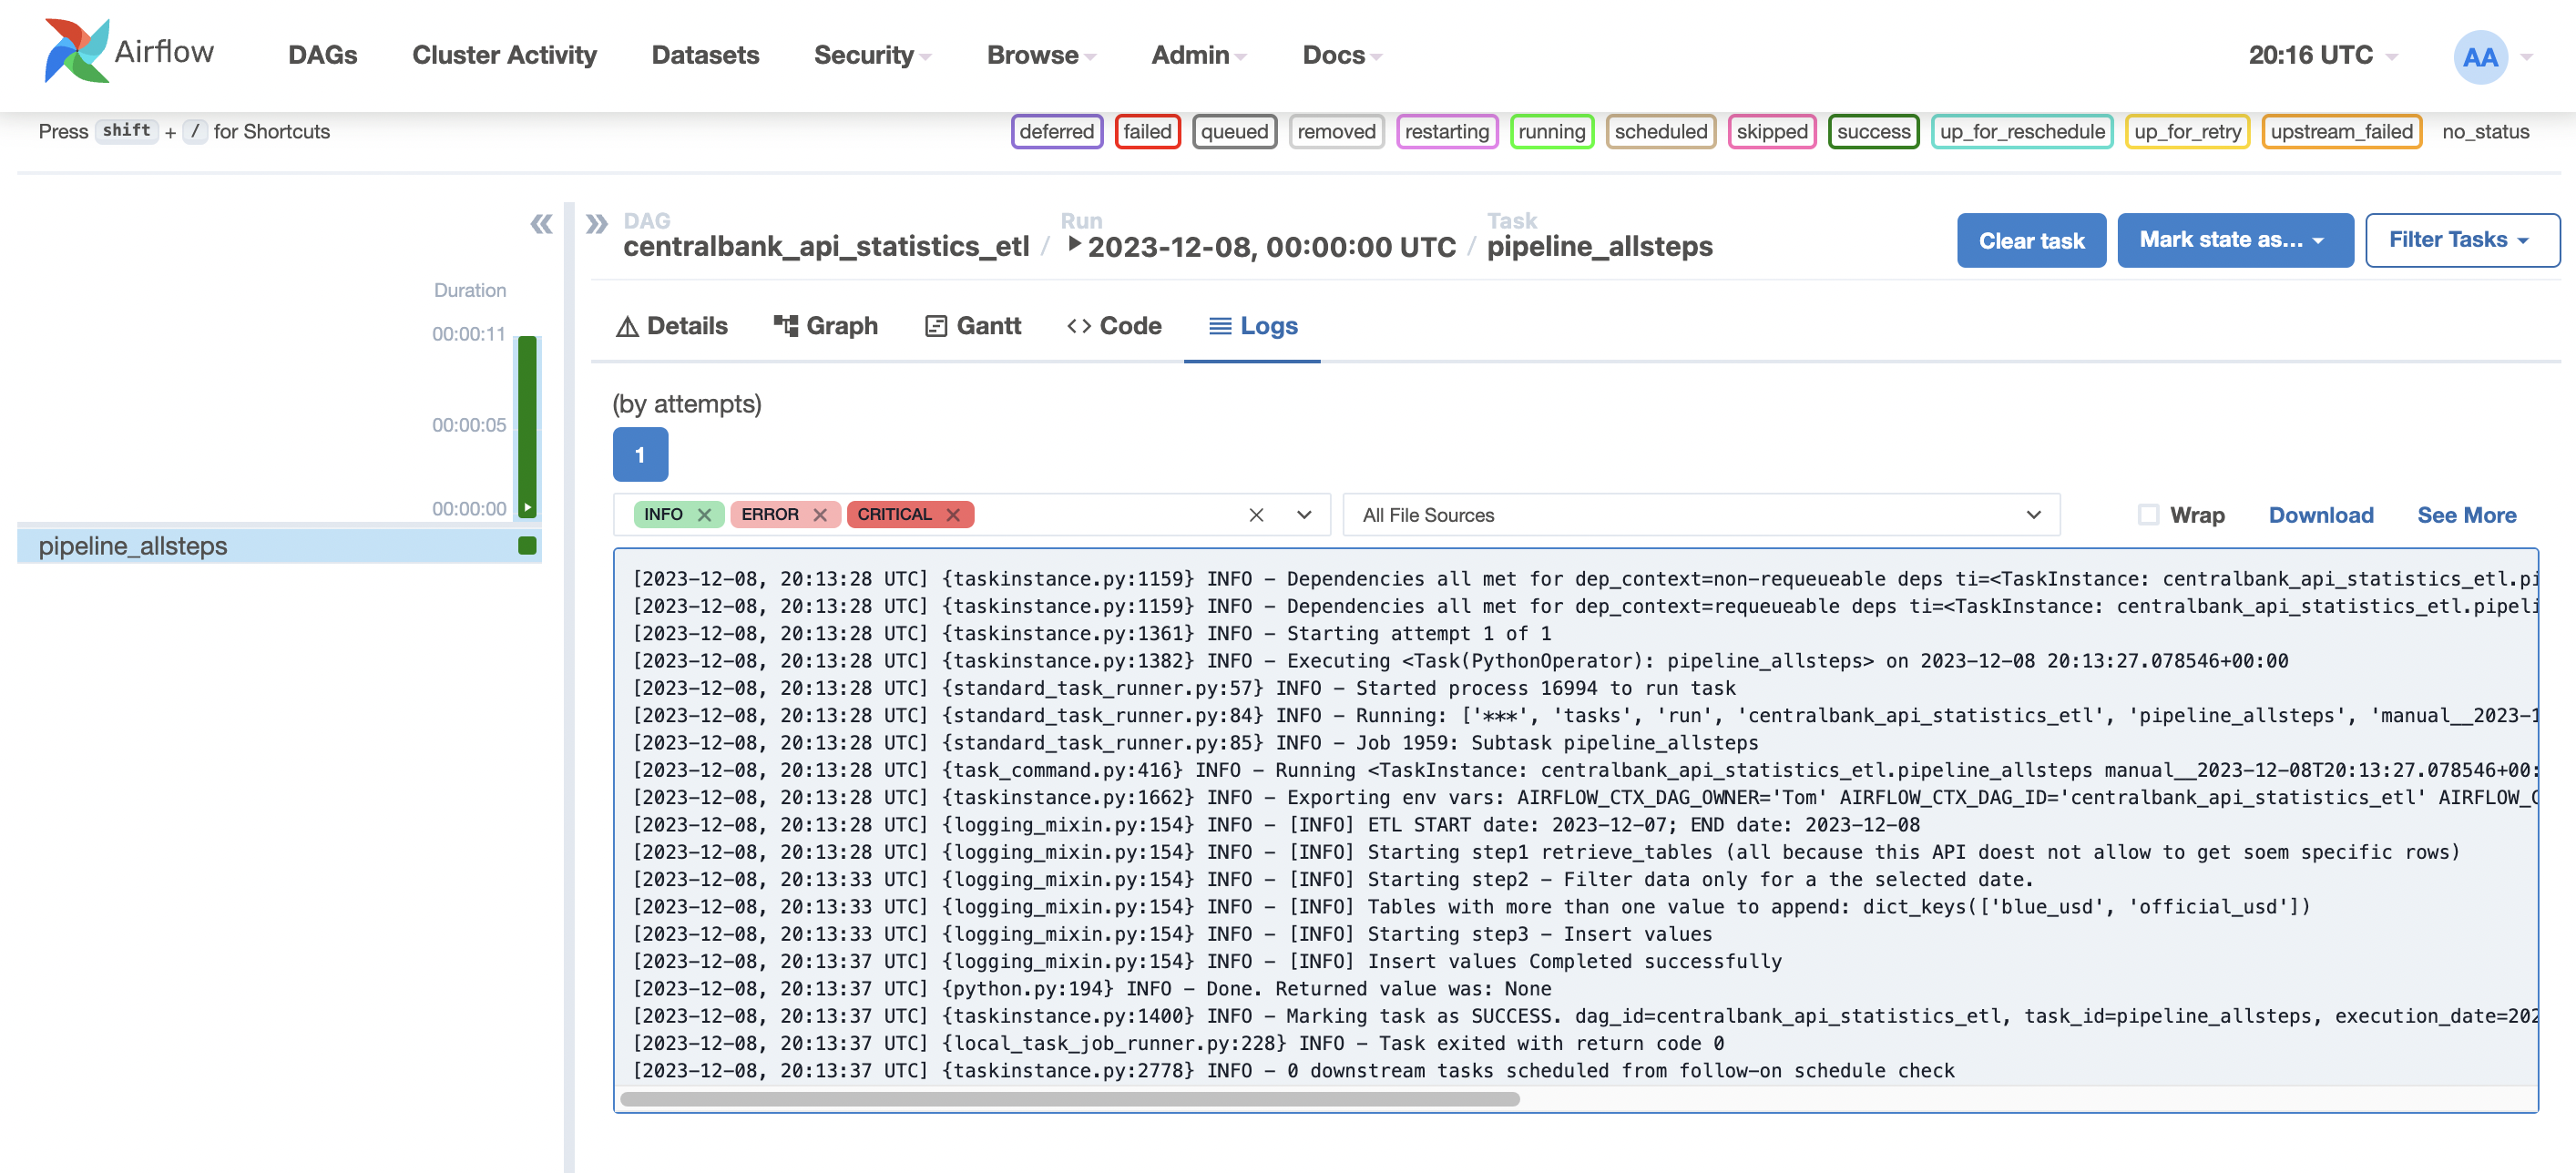 Airflow DAGs Cluster Activity Datasets Security Browse Admin Docs 20:16 UTC AA
Press shift + / for Shortcuts deferred failed queued removed restarting running scheduled skipped success up_for_reschedule up_for_retry upstream_failed no_status
DAG Run Task
centralbank_api_statistics_etl / 2023-12-08, 00:00:00 UTC / pipeline_allsteps Clear task Mark state as... Filter Tasks
Duration
00:00:11
00:00:05
00:00:00
pipeline_allsteps
Details Graph Gantt Code Logs
(by attempts)
1
INFO ERROR CRITICAL All File Sources Wrap Download See More
[2023-12-08, 20:13:28 UTC] {taskinstance.py:1159} INFO - Dependencies all met for dep_context=non-requeueable deps ti=<TaskInstance: centralbank_api_statistics_etl.pi
[2023-12-08, 20:13:28 UTC] {taskinstance.py:1159} INFO - Dependencies all met for dep_context=requeueable deps ti=<TaskInstance: centralbank_api_statistics_etl.pipeli
[2023-12-08, 20:13:28 UTC] {taskinstance.py:1361} INFO - Starting attempt 1 of 1
[2023-12-08, 20:13:28 UTC] {taskinstance.py:1382} INFO - Executing <Task(PythonOperator): pipeline_allsteps> on 2023-12-08 20:13:27.078546+00:00
[2023-12-08, 20:13:28 UTC] {standard_task_runner.py:57} INFO - Started process 16994 to run task
[2023-12-08, 20:13:28 UTC] {standard_task_runner.py:84} INFO - Running: ['***', 'tasks', 'run', 'centralbank_api_statistics_etl', 'pipeline_allsteps', 'manual__2023-1
[2023-12-08, 20:13:28 UTC] {standard_task_runner.py:85} INFO - Job 1959: Subtask pipeline_allsteps
[2023-12-08, 20:13:28 UTC] {task_command.py:416} INFO - Running <TaskInstance: centralbank_api_statistics_etl.pipeline_allsteps manual__2023-12-08T20:13:27.078546+00:
[2023-12-08, 20:13:28 UTC] {taskinstance.py:1662} INFO - Exporting env vars: AIRFLOW_CTX_DAG_OWNER='Tom' AIRFLOW_CTX_DAG_ID='centralbank_api_statistics_etl' AIRFLOW_C
[2023-12-08, 20:13:28 UTC] {logging_mixin.py:154} INFO - [INFO] ETL START date: 2023-12-07; END date: 2023-12-08
[2023-12-08, 20:13:28 UTC] {logging_mixin.py:154} INFO - [INFO] Starting step1 retrieve_tables (all because this API doest not allow to get soem specific rows)
[2023-12-08, 20:13:33 UTC] {logging_mixin.py:154} INFO - [INFO] Starting step2 - Filter data only for a the selected date.
[2023-12-08, 20:13:33 UTC] {logging_mixin.py:154} INFO - [INFO] Tables with more than one value to append: dict_keys(['blue_usd', 'official_usd'])
[2023-12-08, 20:13:33 UTC] {logging_mixin.py:154} INFO - [INFO] Starting step3 - Insert values
[2023-12-08, 20:13:37 UTC] {logging_mixin.py:154} INFO - [INFO] Insert values Completed successfully
[2023-12-08, 20:13:37 UTC] {python.py:194} INFO - Done. Returned value was: None
[2023-12-08, 20:13:37 UTC] {taskinstance.py:1400} INFO - Marking task as SUCCESS. dag_id=centralbank_api_statistics_etl, task_id=pipeline_allsteps, execution_date=202
[2023-12-08, 20:13:37 UTC] {local_task_job_runner.py:228} INFO - Task exited with return code 0
[2023-12-08, 20:13:37 UTC] {taskinstance.py:2778} INFO - 0 downstream tasks scheduled from follow-on schedule check